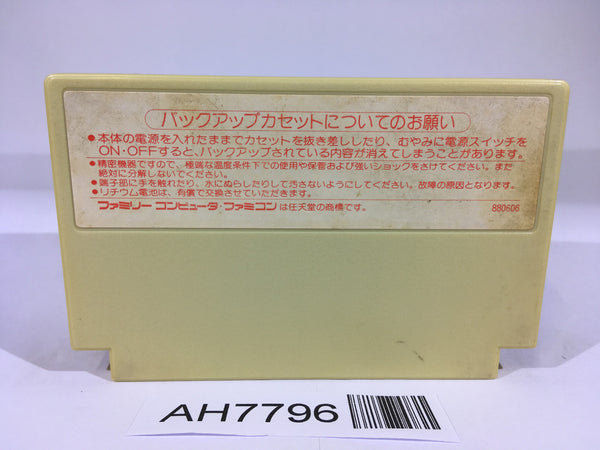 バックアップカセットについてのお願い
●本体の電源を入れたままでカセットを抜き差ししたり、むやみに電源スイッチを
ON・OFFすると、バックアップされている内容が消えてしまうことがあります。
●精密機器ですので、極端な温度条件下での使用や保管および強いショックをさけてください。また
絶対に分解しないでください。
●端子部に手を触れたり、水にぬらしたりして汚さないようにしてください。故障の原因となります。
●リチウム電池は、有償で交換させていただきます。
ファミリー コンピュータ・ファミコンは任天堂の商標です。 880606
AH7796